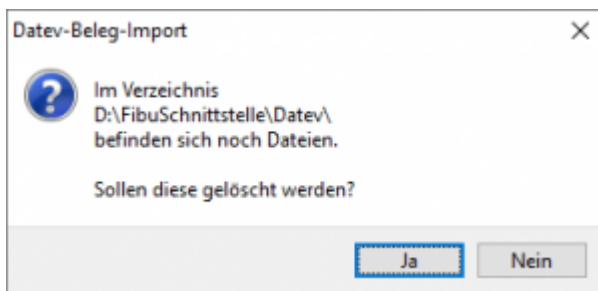 Datev-Beleg-Import
Im Verzeichnis
D:\FibuSchnittstelle\Datev\
befinden sich noch Dateien.
Sollen diese gelöscht werden?
Ja
Nein